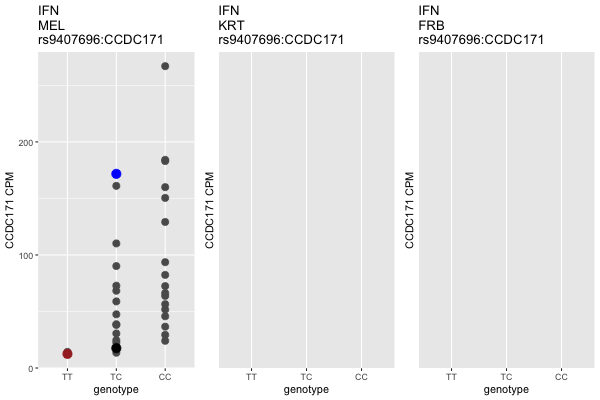 IFN
MEL
rs9407696:CCDC171
CCDC171 CPM
200
100
0
TT TC CC
genotype
IFN
KRT
rs9407696:CCDC171
CCDC171 CPM
TT TC CC
genotype
IFN
FRB
rs9407696:CCDC171
CCDC171 CPM
TT TC CC
genotype